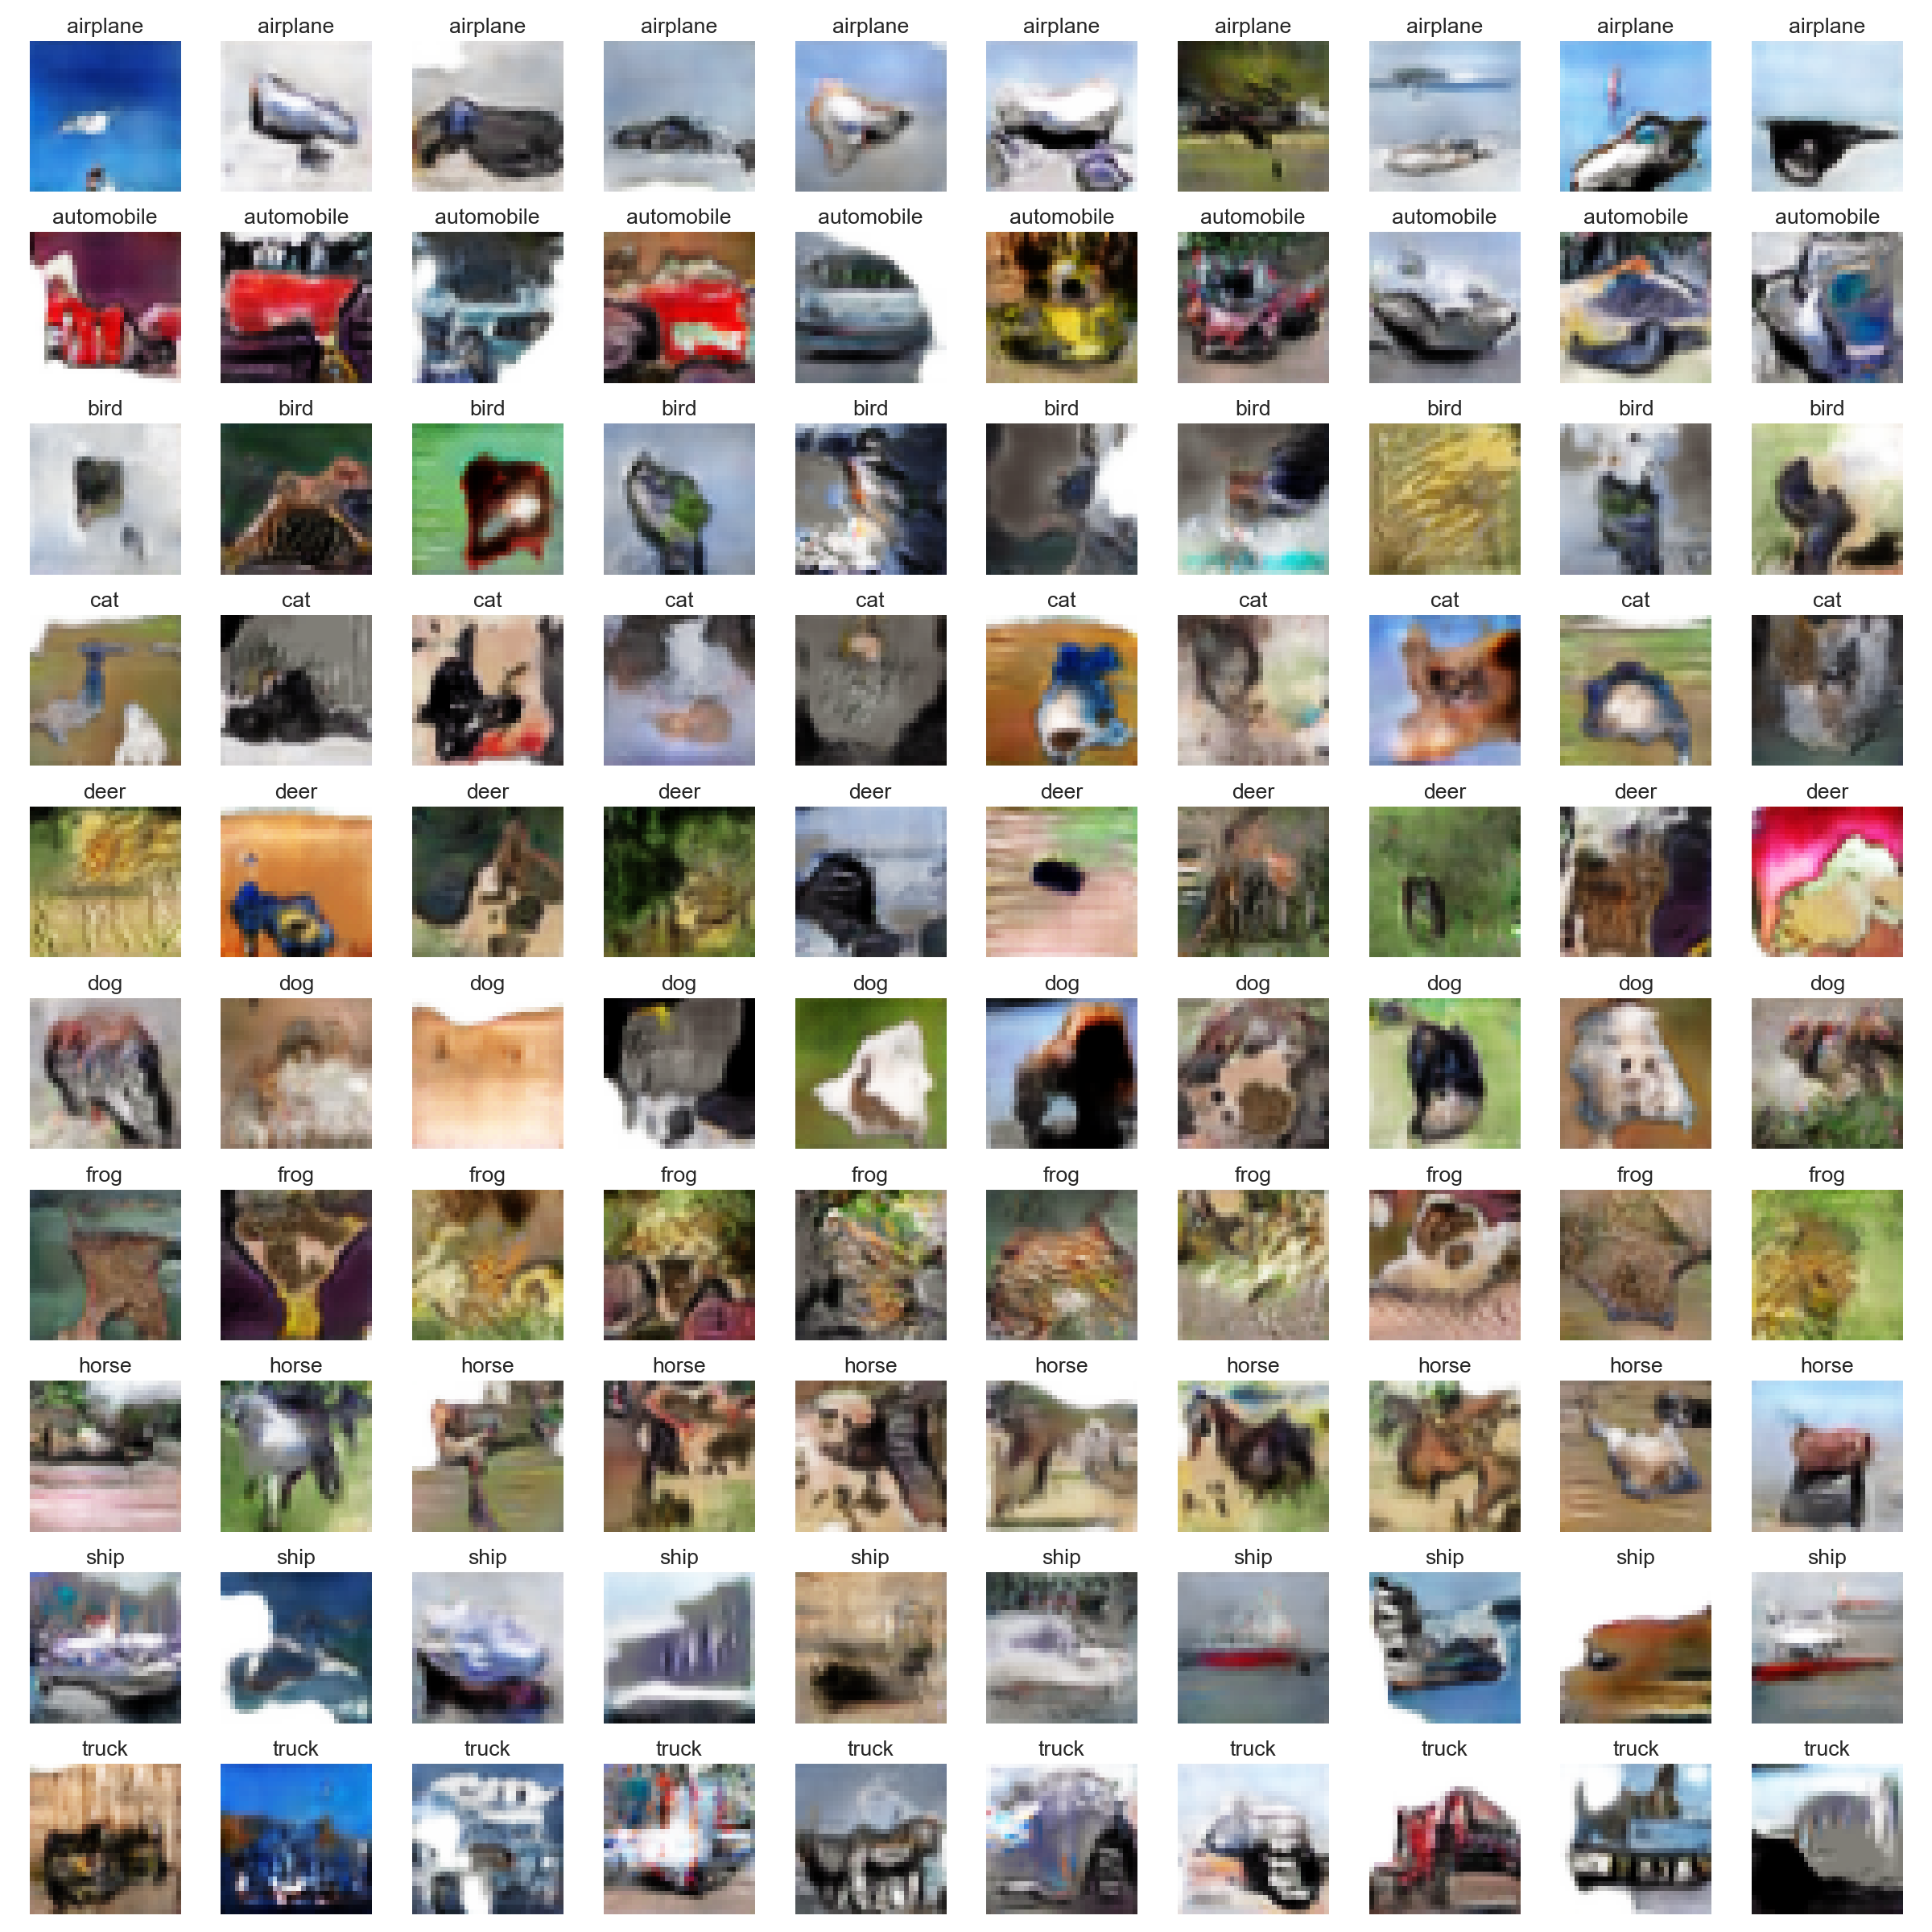 airplane airplane airplane airplane airplane airplane airplane airplane airplane airplane
automobile automobile automobile automobile automobile automobile automobile automobile automobile automobile
bird bird bird bird bird bird bird bird bird bird
cat cat cat cat cat cat cat cat cat cat
deer deer deer deer deer deer deer deer deer deer
dog dog dog dog dog dog dog dog dog dog
frog frog frog frog frog frog frog frog frog frog
horse horse horse horse horse horse horse horse horse horse
ship ship ship ship ship ship ship ship ship ship
truck truck truck truck truck truck truck truck truck truck